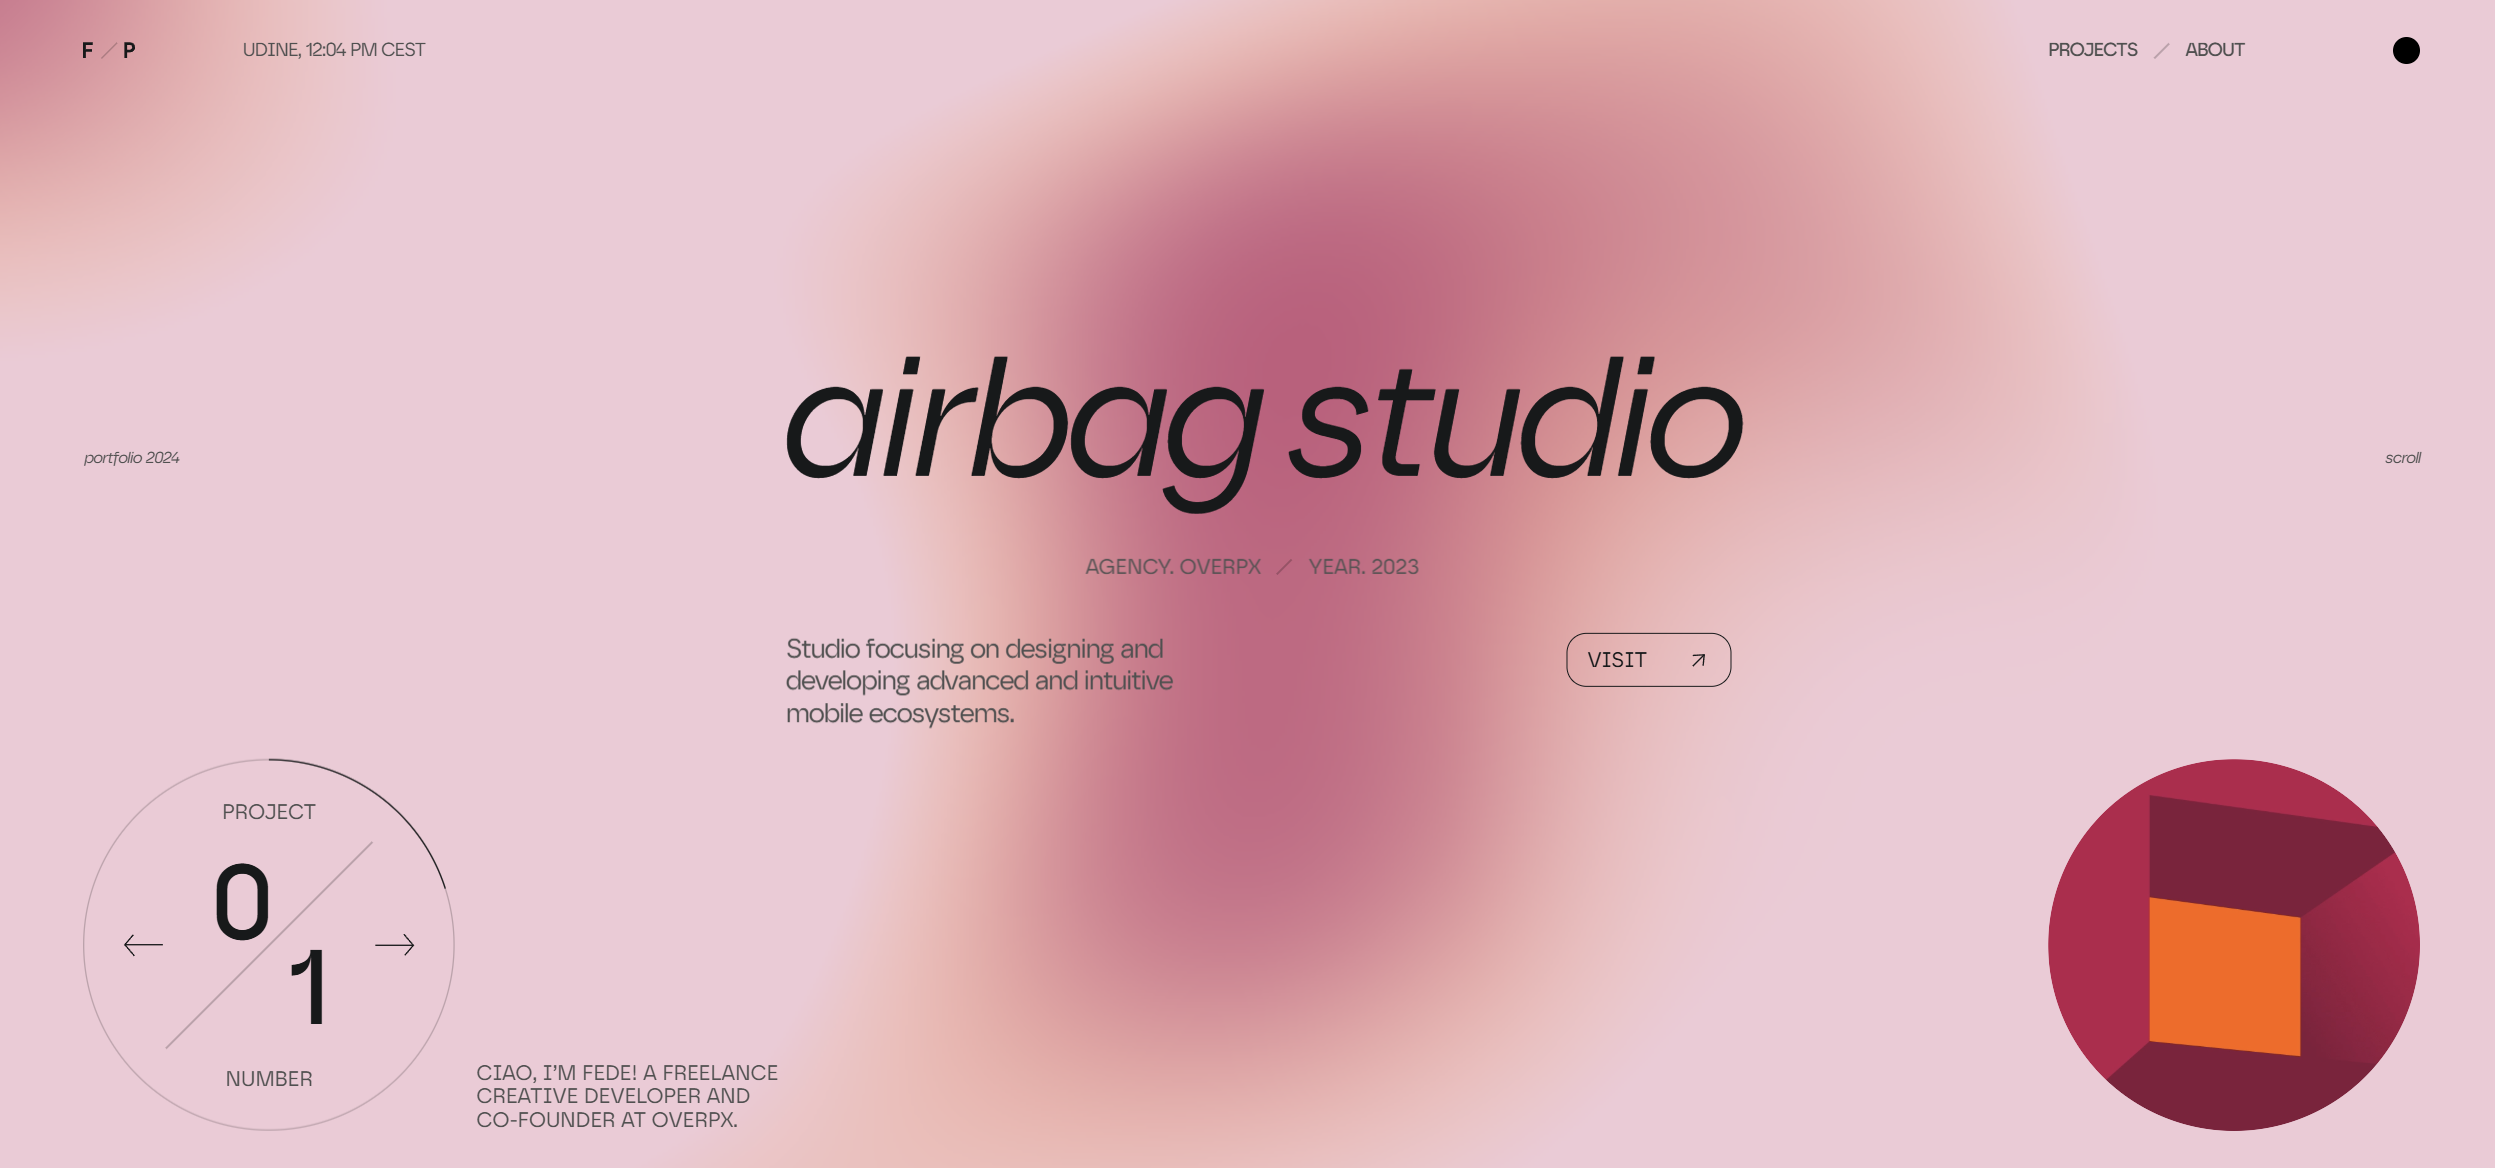 F / P
UDINE, 12:04 PM CEST
PROJECTS / ABOUT
airbag studio
portfolio 2024
scroll
AGENCY. OVERPX / YEAR. 2023
Studio focusing on designing and
developing advanced and intuitive
mobile ecosystems.
VISIT
PROJECT
0
1
NUMBER
CIAO, I’M FEDE! A FREELANCE
CREATIVE DEVELOPER AND
CO-FOUNDER AT OVERPX.